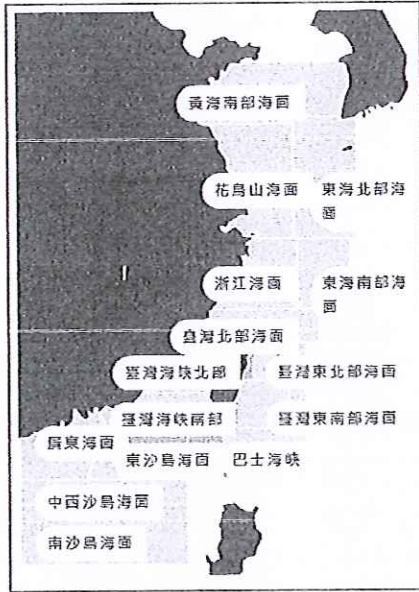 黃海南部海面
花鳥山海面
東海北部海
面
浙江海面
東海南部海
面
臺灣北部海面
臺灣海峽北部
臺灣東北部海面
臺灣海峽南部
臺灣東南部海面
廣東海面
東沙島海面
巴士海峽
中西沙島海面
南沙島海面